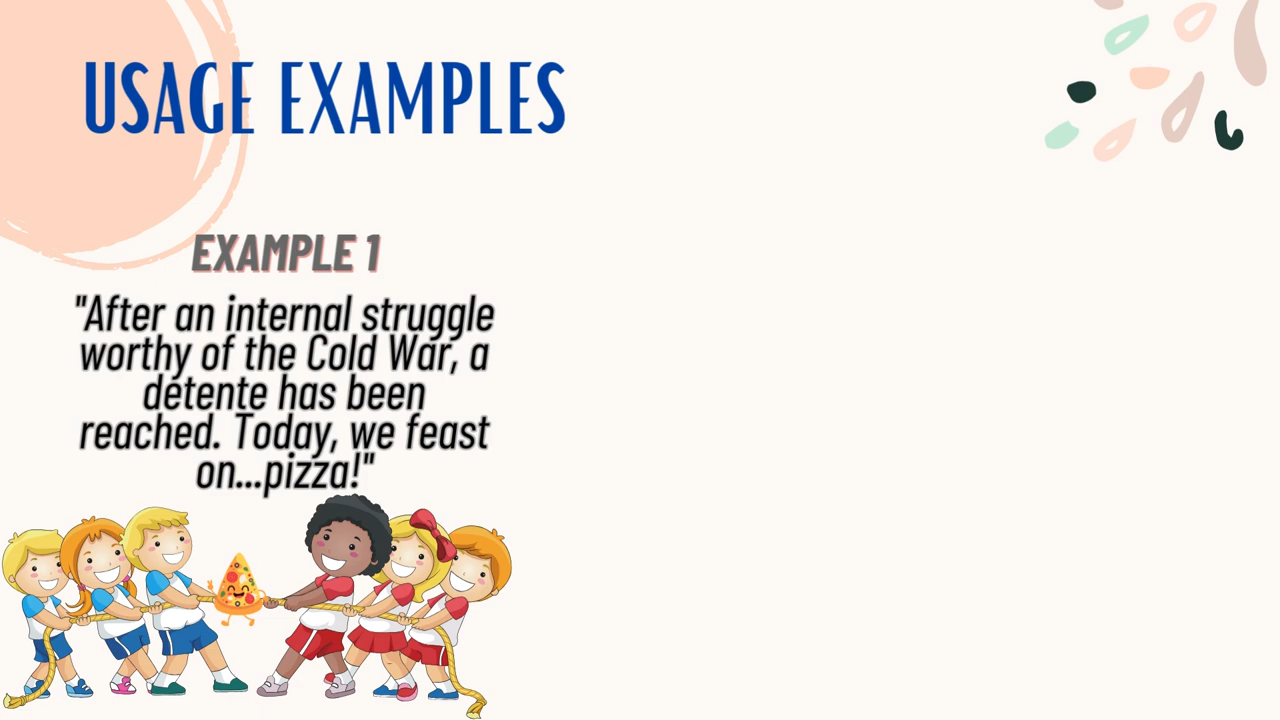 USAGE EXAMPLES
EXAMPLE 1
"After an internal struggle
worthy of the Cold War, a
detente has been
reached. Today, we feast
on...pizza!"